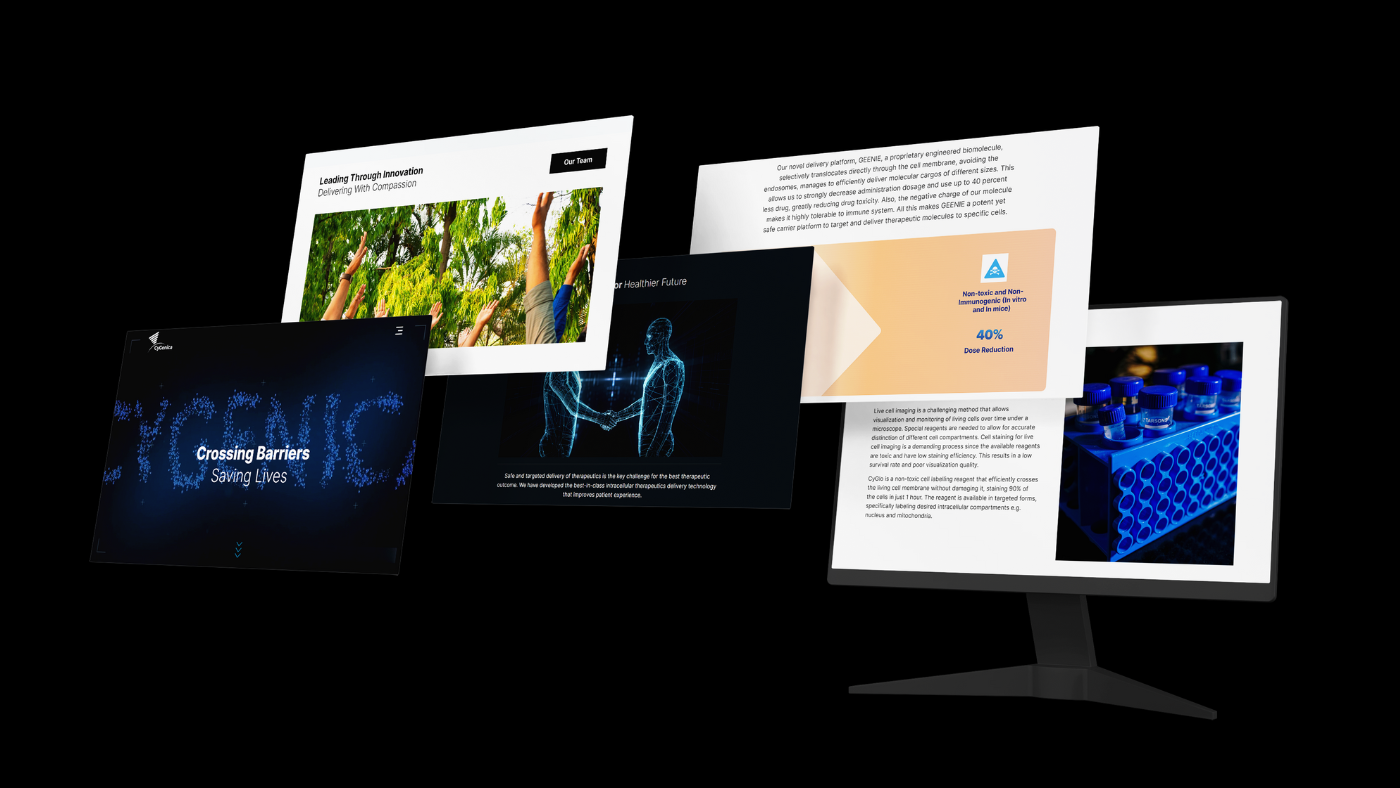 Leading Through Innovation
Delivering With Compassion
Our Team
CyGenica
CYGENIC
Crossing Barriers
Saving Lives
or Healthier Future
Safe and targeted delivery of therapeutics is the key challenge for the best therapeutic
outcome. We have developed the best-in-class intracellular therapeutics delivery technology
that improves patient experience.
Our novel delivery platform, GEENIE, a proprietary engineered biomolecule,
selectively translocates directly through the cell membrane, avoiding the
endosomes, manages to efficiently deliver molecular cargos of different sizes. This
allows us to strongly decrease administration dosage and use up to 40 percent
less drug, greatly reducing drug toxicity. Also, the negative charge of our molecule
makes it highly tolerable to immune system. All this makes GEENIE a potent yet
safe carrier platform to target and deliver therapeutic molecules to specific cells.
Non-toxic and Non-
Immunogenic (In vitro
and In mice)
40%
Dose Reduction
Live cell imaging is a challenging method that allows
visualization and monitoring of living cells over time under a
microscope. Special reagents are needed to allow for accurate
distinction of different cell compartments. Cell staining for live
cell imaging is a demanding process since the available reagents
are toxic and have low staining efficiency. This results in a low
survival rate and poor visualization quality.
CyGlo is a non-toxic cell labelling reagent that efficiently crosses
the living cell membrane without damaging it, staining 90% of
the cells in just 1 hour. The reagent is available in targeted forms,
specifically labeling desired intracellular compartments e.g.
nucleus and mitochondria.
TARSONS